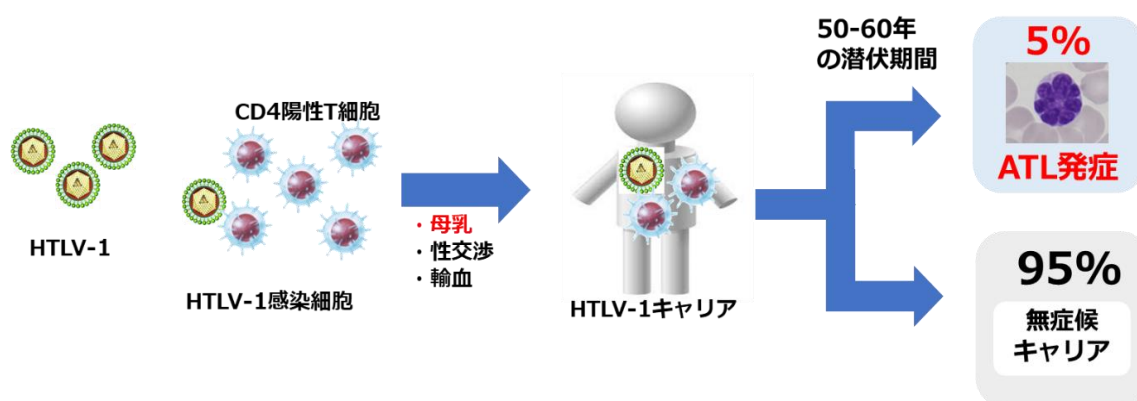 HTLV-1
CD4陽性T細胞
HTLV-1感染細胞
・母乳
・性交渉
・輸血
HTLV-1キャリア
50-60年
の潜伏期間
5%
ATL発症
95%
無症候
キャリア